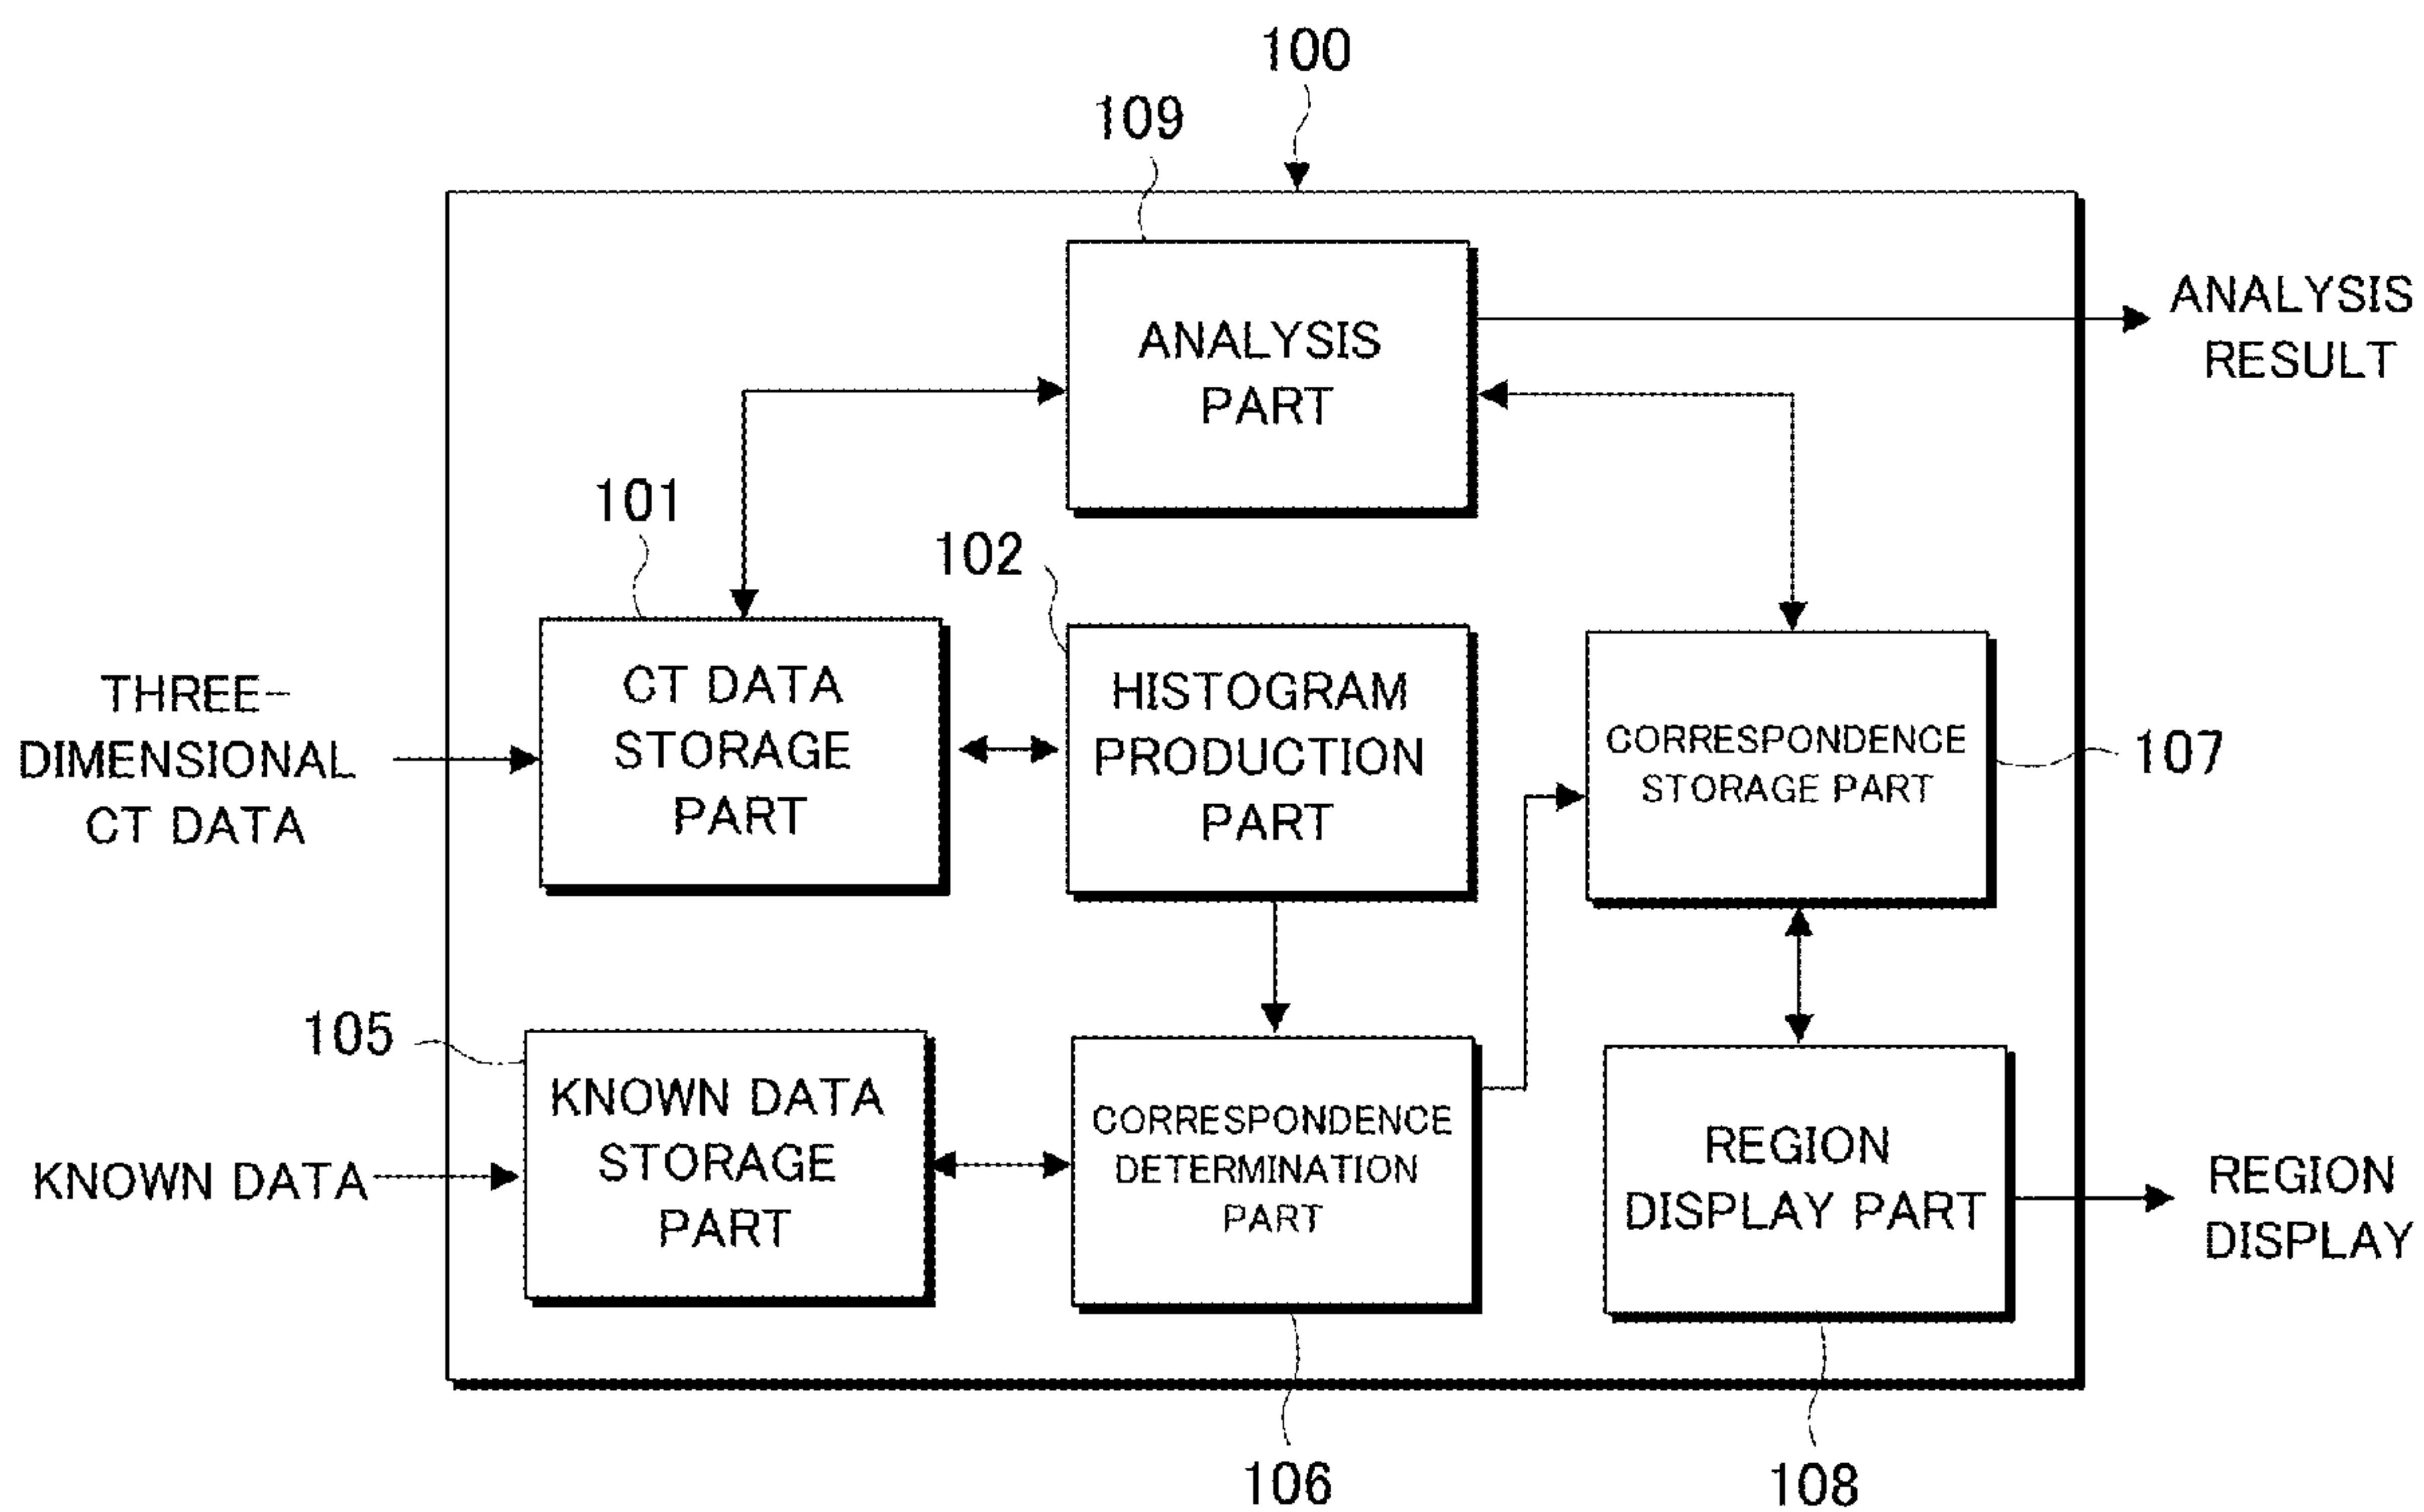 100
109
ANALYSIS
PART
ANALYSIS
RESULT
101
102
THREE-
DIMENSIONAL
CT DATA
CT DATA
STORAGE
PART
HISTOGRAM
PRODUCTION
PART
CORRESPONDENCE
STORAGE PART
107
105
KNOWN DATA
KNOWN DATA
STORAGE
PART
CORRESPONDENCE
DETERMINATION
PART
REGION
DISPLAY PART
REGION
DISPLAY
106
108